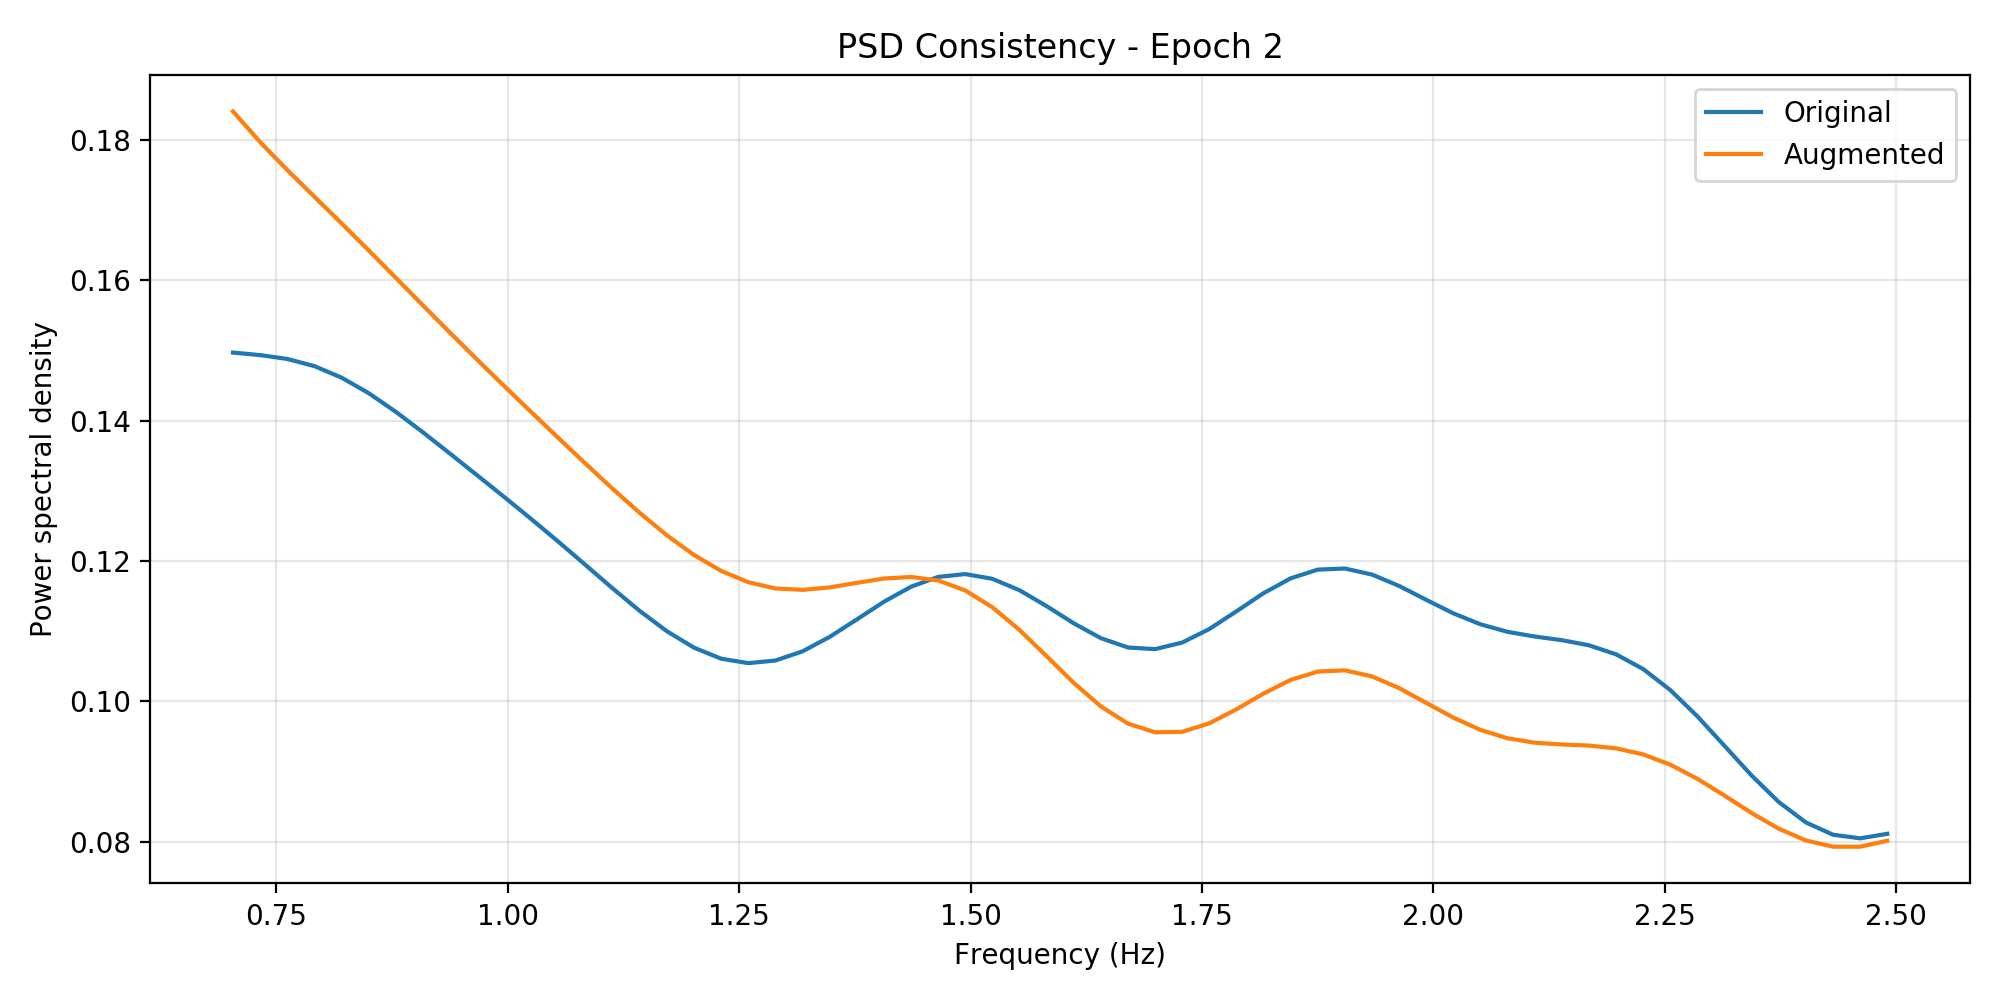 PSD Consistency - Epoch 2
Original
Augmented
Power spectral density
0.18
0.16
0.14
0.12
0.10
0.08
0.75 1.00 1.25 1.50 1.75 2.00 2.25 2.50
Frequency (Hz)